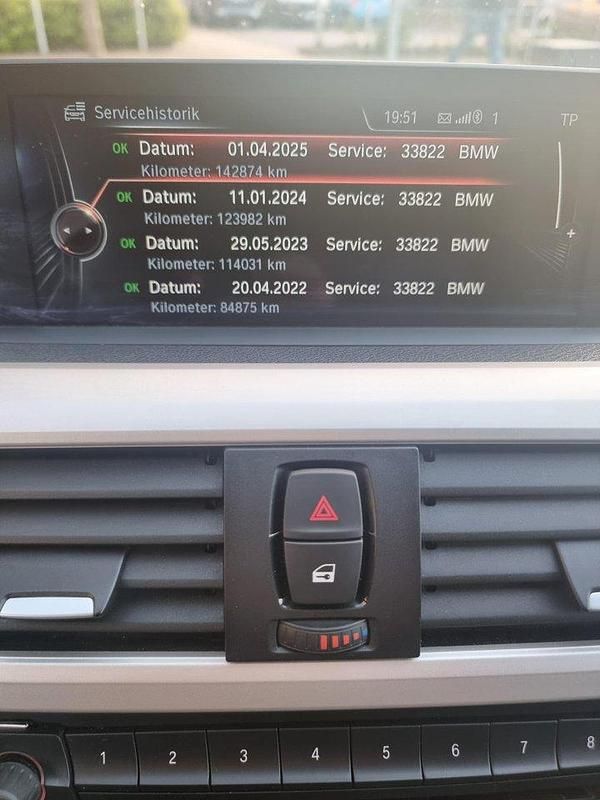 Servicehistorik
19:51 1 TP
OK Datum: 01.04.2025 Service: 33822 BMW
Kilometer: 142874 km
OK Datum: 11.01.2024 Service: 33822 BMW
Kilometer: 123982 km
OK Datum: 29.05.2023 Service: 33822 BMW
Kilometer: 114031 km
OK Datum: 20.04.2022 Service: 33822 BMW
Kilometer: 84875 km
1 2 3 4 5 6 7 8